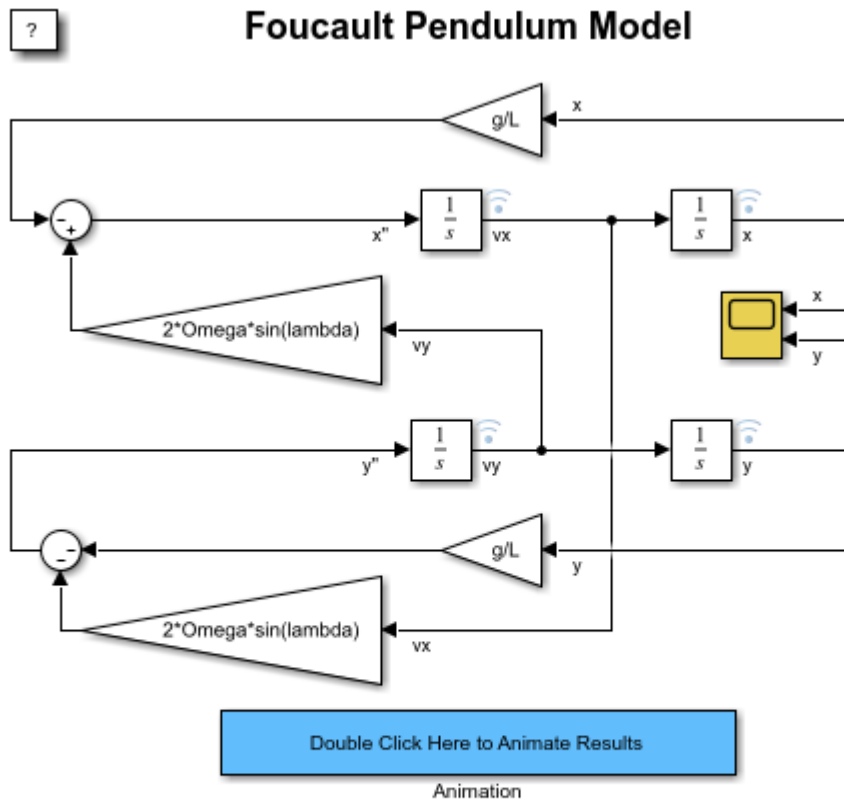 ?
Foucault Pendulum Model
x
g/L
-
+
x"
1
s
vx
1
s
x
2*Omega*sin(lambda)
vy
x
y
y"
1
s
vy
1
s
y
-
-
g/L
y
2*Omega*sin(lambda)
vx
Double Click Here to Animate Results
Animation